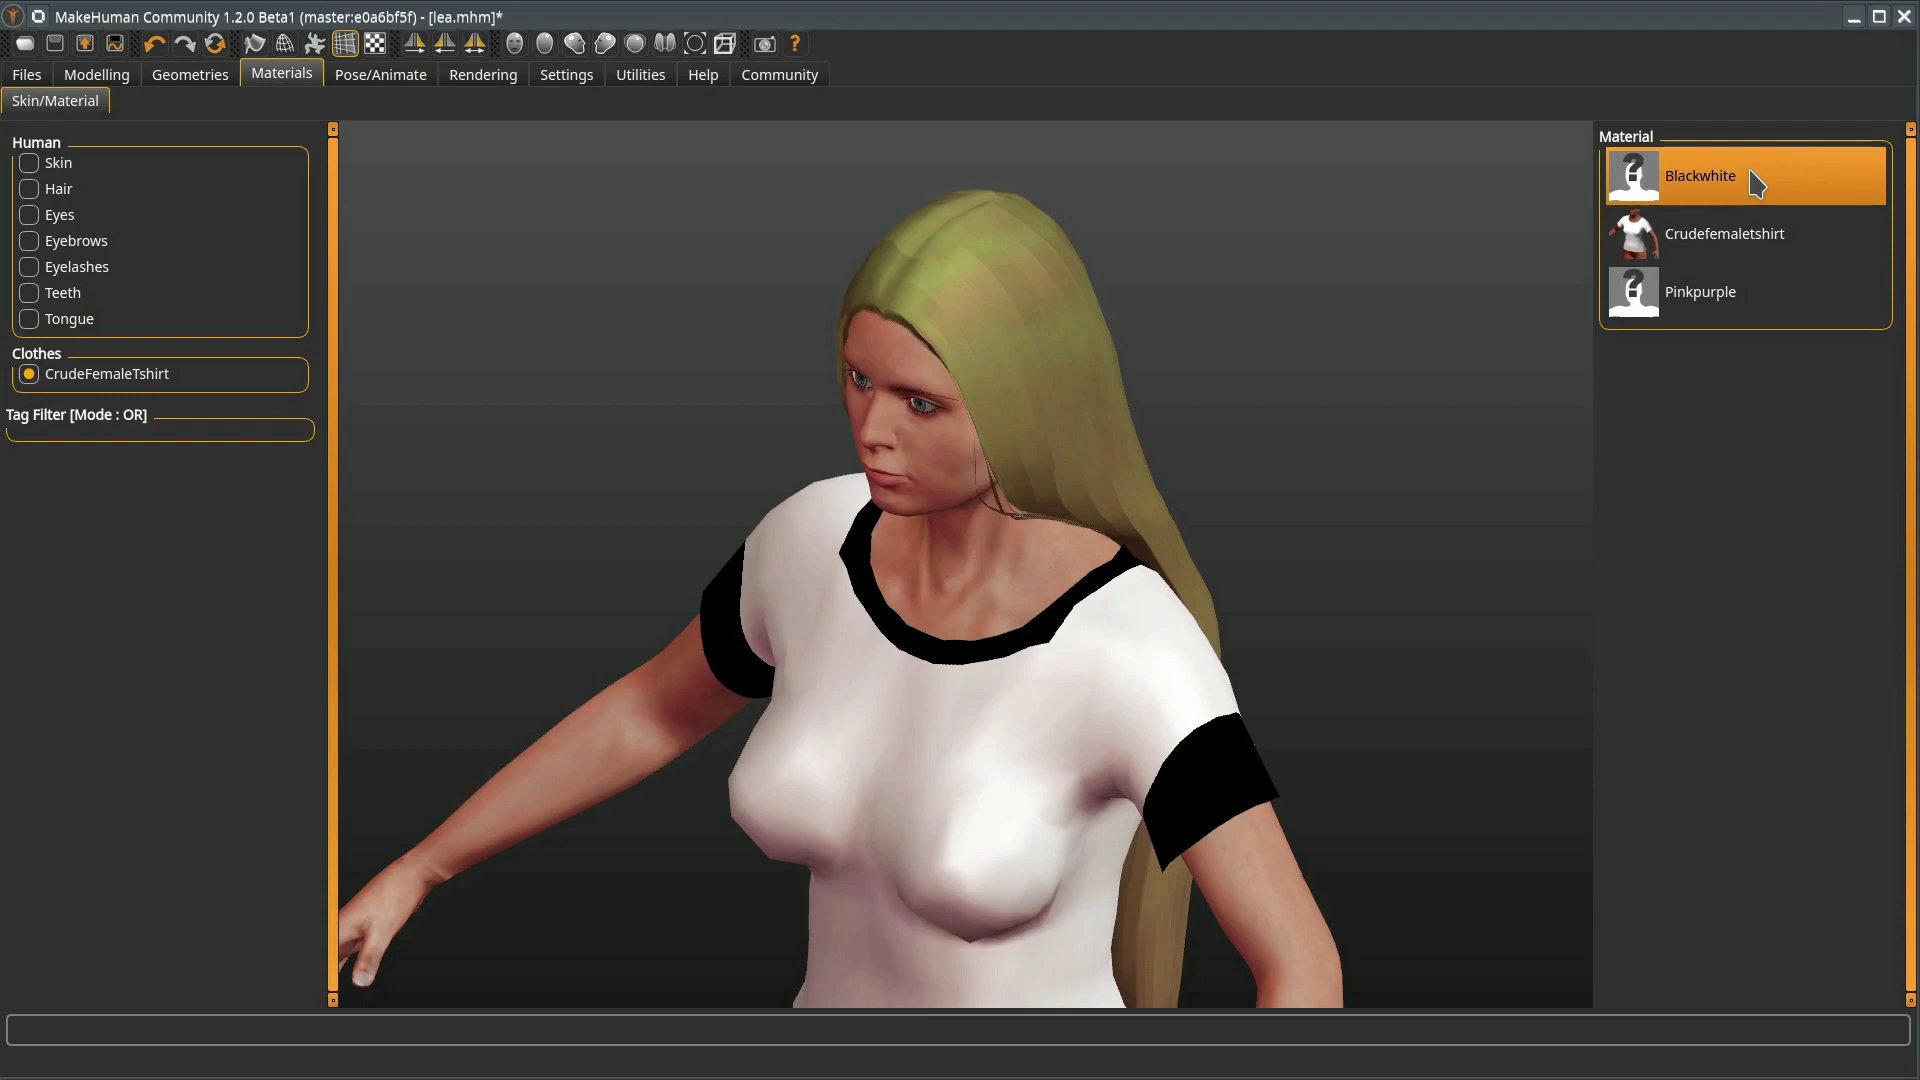 MakeHuman Community 1.2.0 Beta1 (master:e0a6bf5f) - [lea.mhm]*
Files Modelling Geometries Materials Pose/Animate Rendering Settings Utilities Help Community
Skin/Material
Human
Skin
Hair
Eyes
Eyebrows
Eyelashes
Teeth
Tongue
Clothes
CrudeFemaleTshirt
Tag Filter [Mode : OR]
Material
Blackwhite
Crudefemaletshirt
Pinkpurple